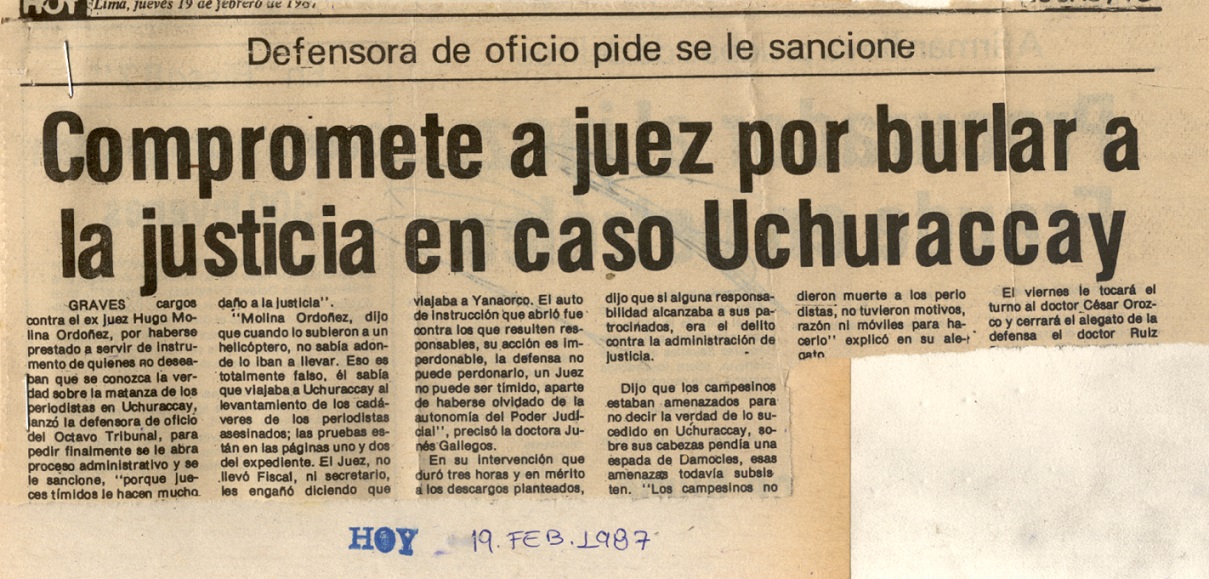 HOY Lima, jueves 19 de febrero de 1987
Defensora de oficio pide se le sancione
Compromete a juez por burlar a
la justicia en caso Uchuraccay
GRAVES cargos
contra el ex juez Hugo Mo-
lina Ordoñez, por haberse
prestado a servir de instru-
mento de quienes no desea-
ban que se conozca la ver-
dad sobre la matanza de los
periodistas en Uchuraccay,
lanzó la defensora de oficio
del Octavo Tribunal, para
pedir finalmente se le abra
proceso administrativo y se
le sancione, "porque jue-
ces tímidos le hacen mucho
daño a la justicia".
"Molina Ordoñez, dijo
que cuando lo subieron a un
helicóptero, no sabía adon-
de lo iban a llevar. Eso es
totalmente falso, él sabía
que viajaba a Uchuraccay al
levantamiento de los cadá-
veres de los periodistas
asesinados; las pruebas es-
tán en las páginas uno y dos
del expediente. El Juez, no
llevó Fiscal, ni secretario,
les engañó diciendo que
viajaba a Yanaorco. El auto
de instrucción que abrió fue
contra los que resulten res-
ponsables, su acción es im-
perdonable, la defensa no
puede perdonarlo, un Juez
no puede ser tímido, aparte
de haberse olvidado de la
autonomía del Poder Judi-
cial", precisó la doctora Ju-
nés Gallegos.
En su intervención que
duró tres horas y en mérito
a los descargos planteados,
dijo que si alguna responsa-
bilidad alcanzaba a sus pa-
trocinados, era el delito
contra la administración de
justicia.
Dijo que los campesinos
estaban amenazados para
no decir la verdad de lo su-
cedido en Uchuraccay, so-
bre sus cabezas pendía una
espada de Damocles, esas
amenazas todavía subsis
ten. "Los campesinos no
dieron muerte a los perio
distas, no tuvieron motivos,
razón ni móviles para ha-
cerlo" explicó en su ale-
gato.
El viernes le tocará el
turno al doctor César Oroz-
co y cerrará el alegato de la
defensa el doctor Ruiz
HOY 19. FEB. 1987